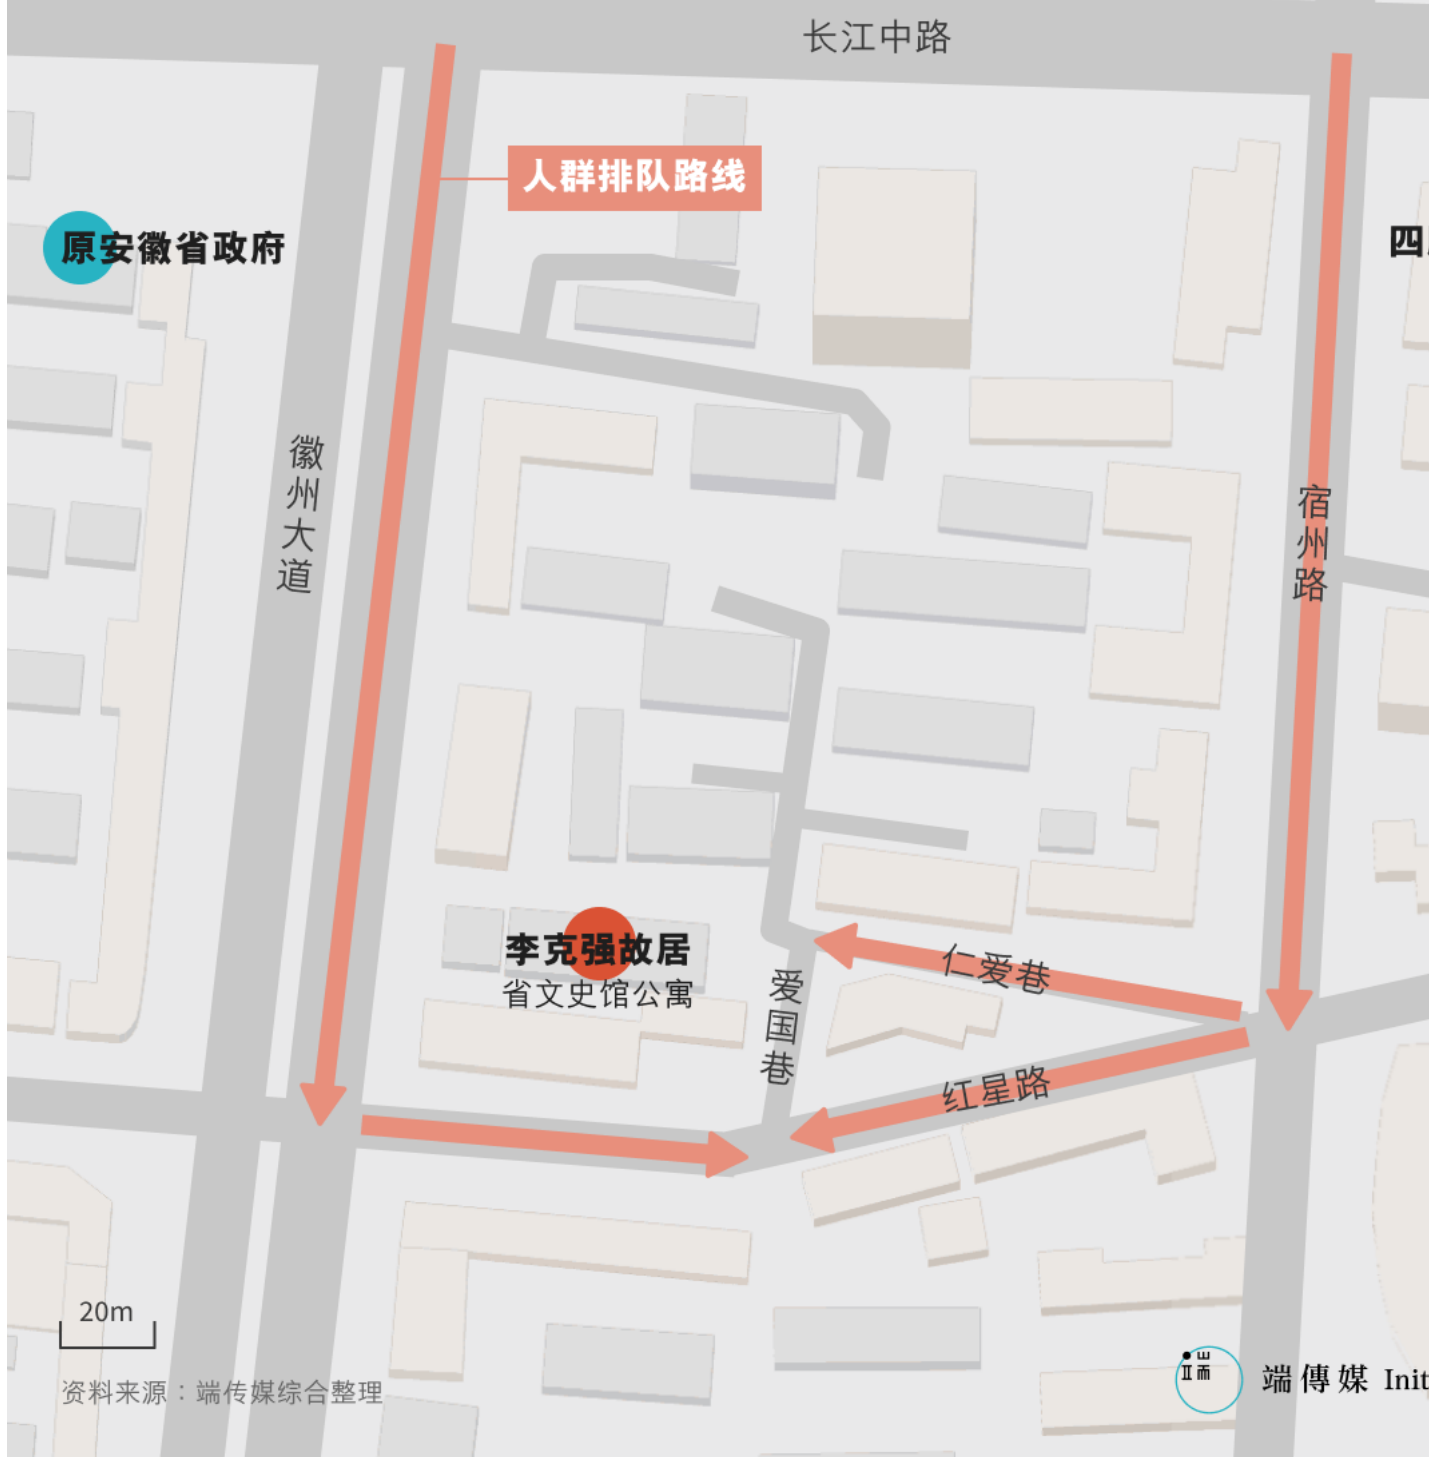 长江中路
人群排队路线
原安徽省政府
四
徽州大道
宿州路
李克强故居
省文史馆公寓
仁爱巷
爱国巷
红星路
20m
资料来源：端传媒综合整理
端傳媒 Init